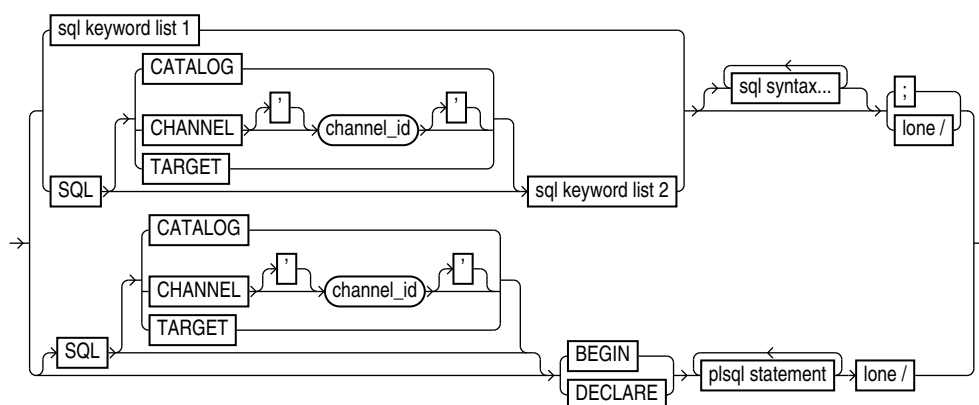 sql keyword list 1
CATALOG
sql syntax...
;
CHANNEL ' channel_id '
lone /
TARGET
SQL
sql keyword list 2
CATALOG
CHANNEL ' channel_id '
TARGET
SQL
BEGIN
plsql statement
lone /
DECLARE